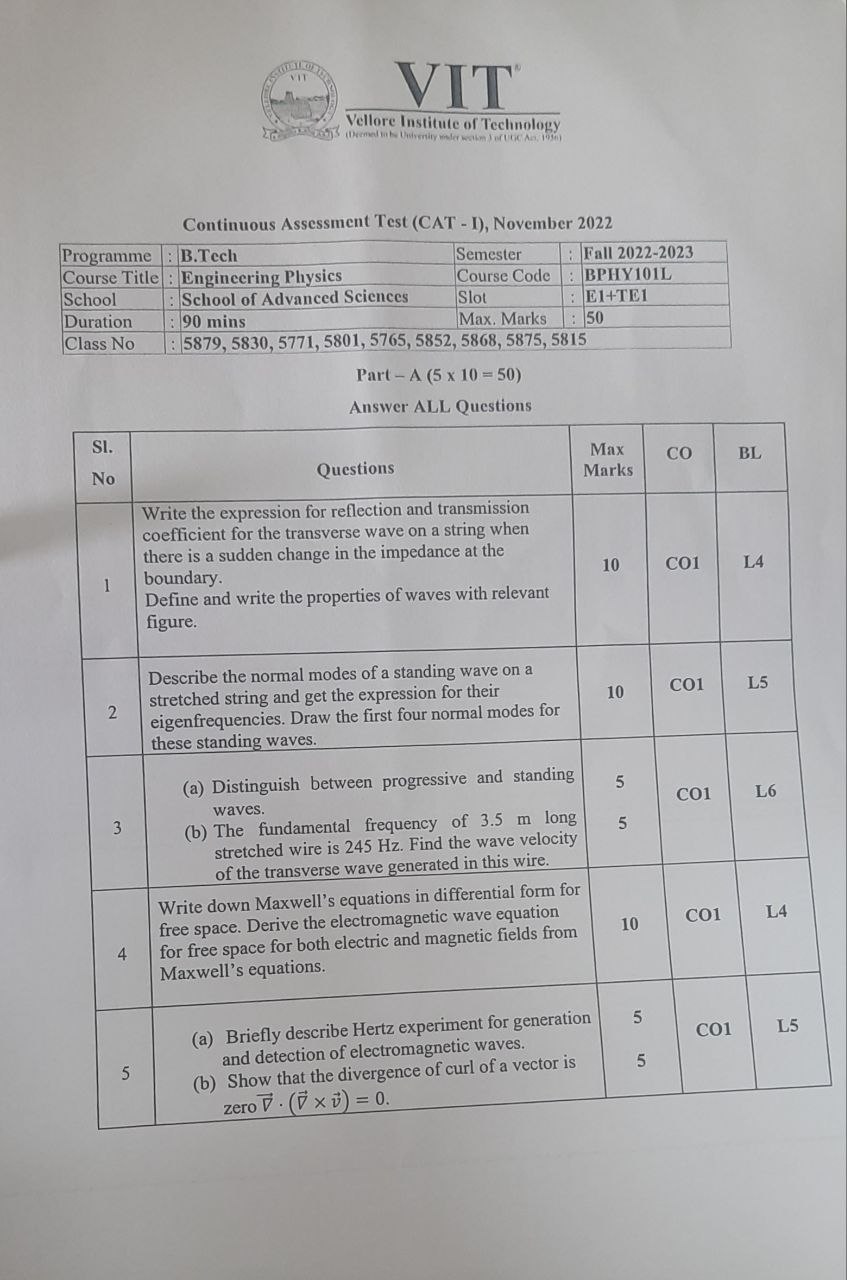 VIT
VIT®
Vellore Institute of Technology
(Deemed to be University under section 3 of UGC Act, 1956)
Continuous Assessment Test (CAT - I), November 2022
Programme : B.Tech Semester : Fall 2022-2023
Course Title : Engineering Physics Course Code : BPHY101L
School : School of Advanced Sciences Slot : E1+TE1
Duration : 90 mins Max. Marks : 50
Class No : 5879, 5830, 5771, 5801, 5765, 5852, 5868, 5875, 5815
Part – A (5 x 10 = 50)
Answer ALL Questions
Sl.
No
Questions
Max
Marks
CO
BL
1
Write the expression for reflection and transmission
coefficient for the transverse wave on a string when
there is a sudden change in the impedance at the
boundary.
Define and write the properties of waves with relevant
figure.
10
CO1
L4
2
Describe the normal modes of a standing wave on a
stretched string and get the expression for their
eigenfrequencies. Draw the first four normal modes for
these standing waves.
10
CO1
L5
3
(a) Distinguish between progressive and standing
waves.
(b) The fundamental frequency of 3.5 m long
stretched wire is 245 Hz. Find the wave velocity
of the transverse wave generated in this wire.
5
5
CO1
L6
4
Write down Maxwell's equations in differential form for
free space. Derive the electromagnetic wave equation
for free space for both electric and magnetic fields from
Maxwell's equations.
10
CO1
L4
5
(a) Briefly describe Hertz experiment for generation
and detection of electromagnetic waves.
(b) Show that the divergence of curl of a vector is
zero ∇⃗ · (∇⃗ × v⃗) = 0.
5
5
CO1
L5